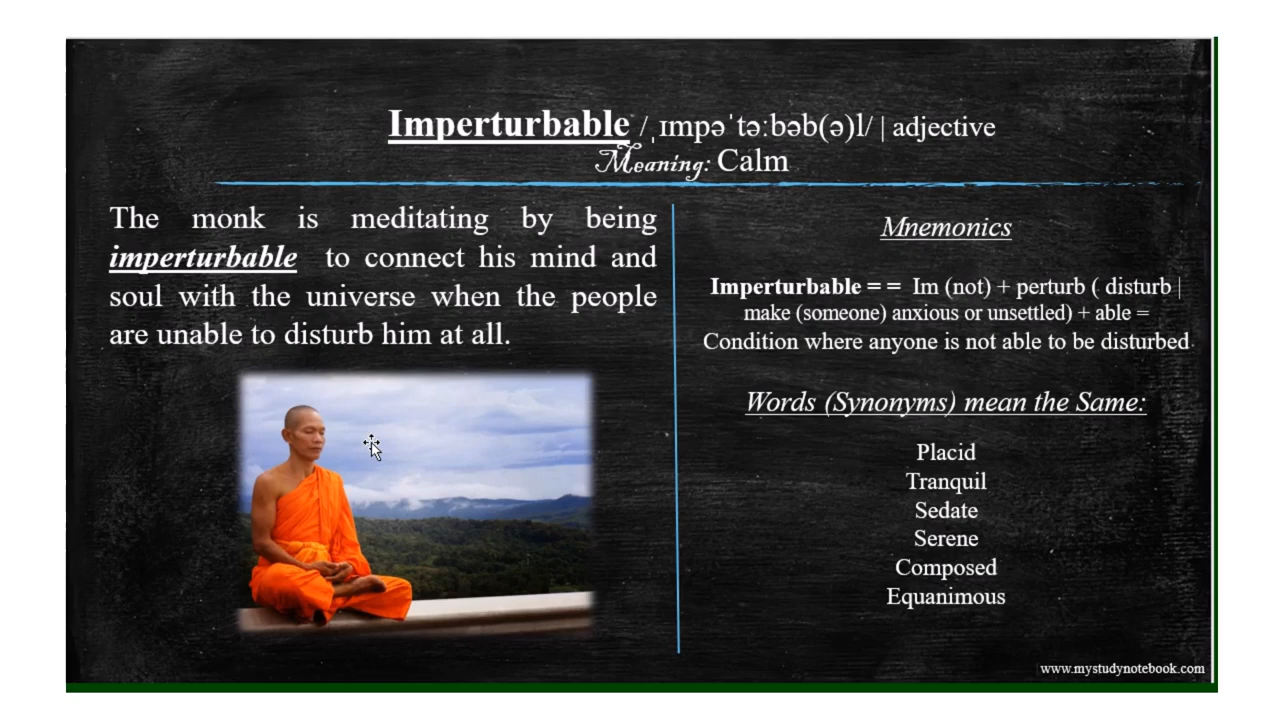 Imperturbable /ˌɪmpəˈtəːbəb(ə)l/ | adjective
Meaning: Calm
The monk is meditating by being
imperturbable to connect his mind and
soul with the universe when the people
are unable to disturb him at all.
Mnemonics
Imperturbable = = Im (not) + perturb ( disturb |
make (someone) anxious or unsettled) + able =
Condition where anyone is not able to be disturbed.
Words (Synonyms) mean the Same:
Placid
Tranquil
Sedate
Serene
Composed
Equanimous
www.mystudynotebook.com